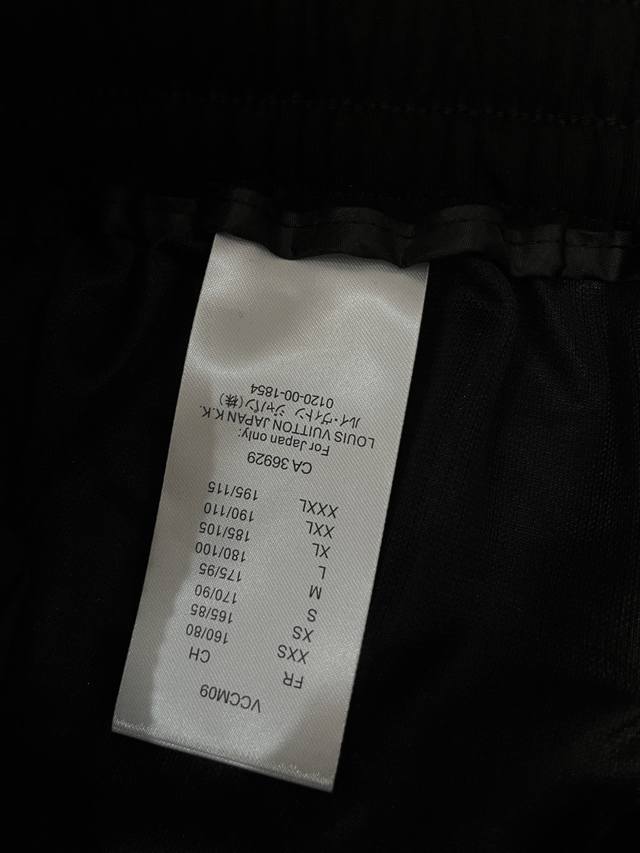 VCCM09
FR CH
XXS 160/80
XS 165/85
S 170/90
M 175/95
L 180/100
XL 185/105
XXL 190/110
XXXL 195/115
CA 36929
For Japan only:
LOUIS VUITTON JAPAN K.K.
ルイ・ヴィトン ジャパン(株)
0120-00-1854